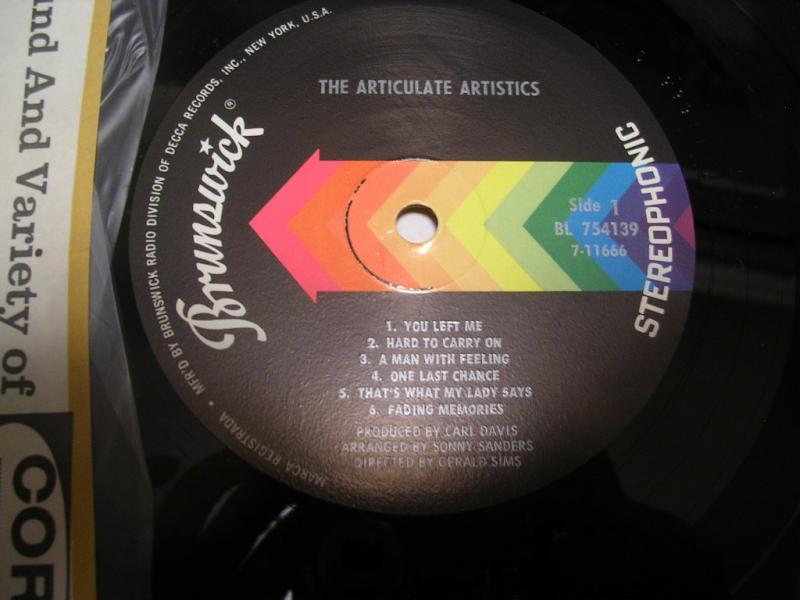 THE ARTICULATE ARTISTICS
Brunswick®
STEREOPHONIC
Side 1
BL 754139
7-11666
1. YOU LEFT ME
2. HARD TO CARRY ON
3. A MAN WITH FEELING
4. ONE LAST CHANCE
5. THAT'S WHAT MY LADY SAYS
6. FADING MEMORIES
PRODUCED BY CARL DAVIS
ARRANGED BY SONNY SANDERS
DIRECTED BY GERALD SIMS
MARCA REGISTRADA • MFR'D BY BRUNSWICK RADIO DIVISION OF DECCA RECORDS, INC., NEW YORK, U.S.A.
And Variety of
COR